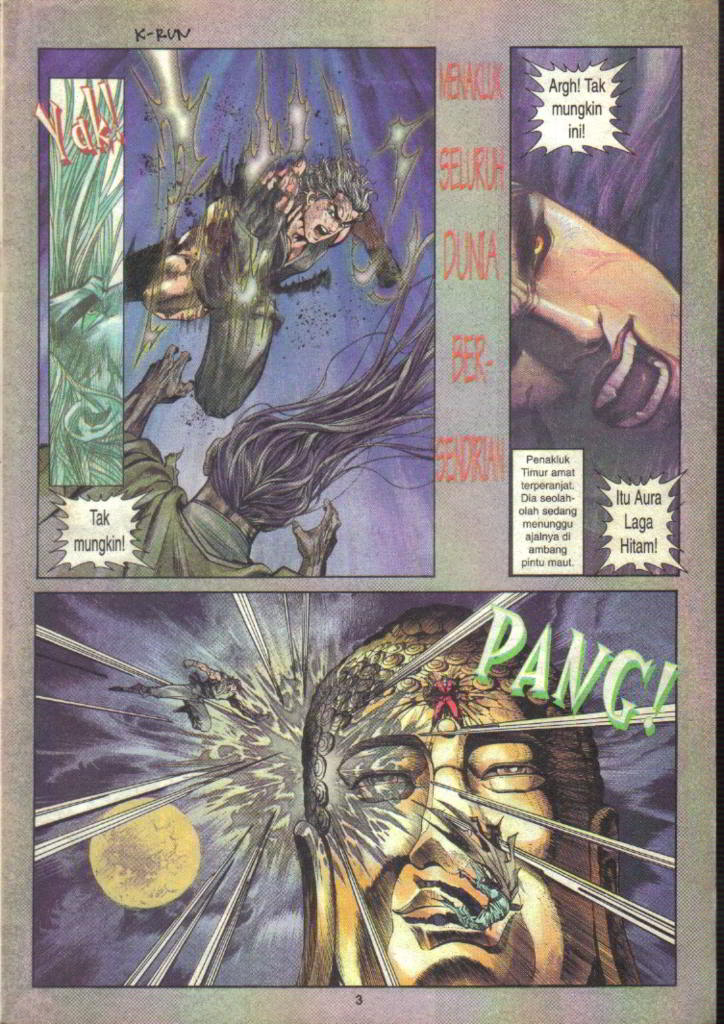 K-RUN
Yak!
Tak
mungkin!
MENAKLUK
SELURUH
DUNIA
BER-
SENDIRIAN
Argh! Tak
mungkin
ini!
Penakluk
Timur amat
terperanjat.
Dia seolah-
olah sedang
menunggu
ajalnya di
ambang
pintu maut.
Itu Aura
Laga
Hitam!
PANG!
3